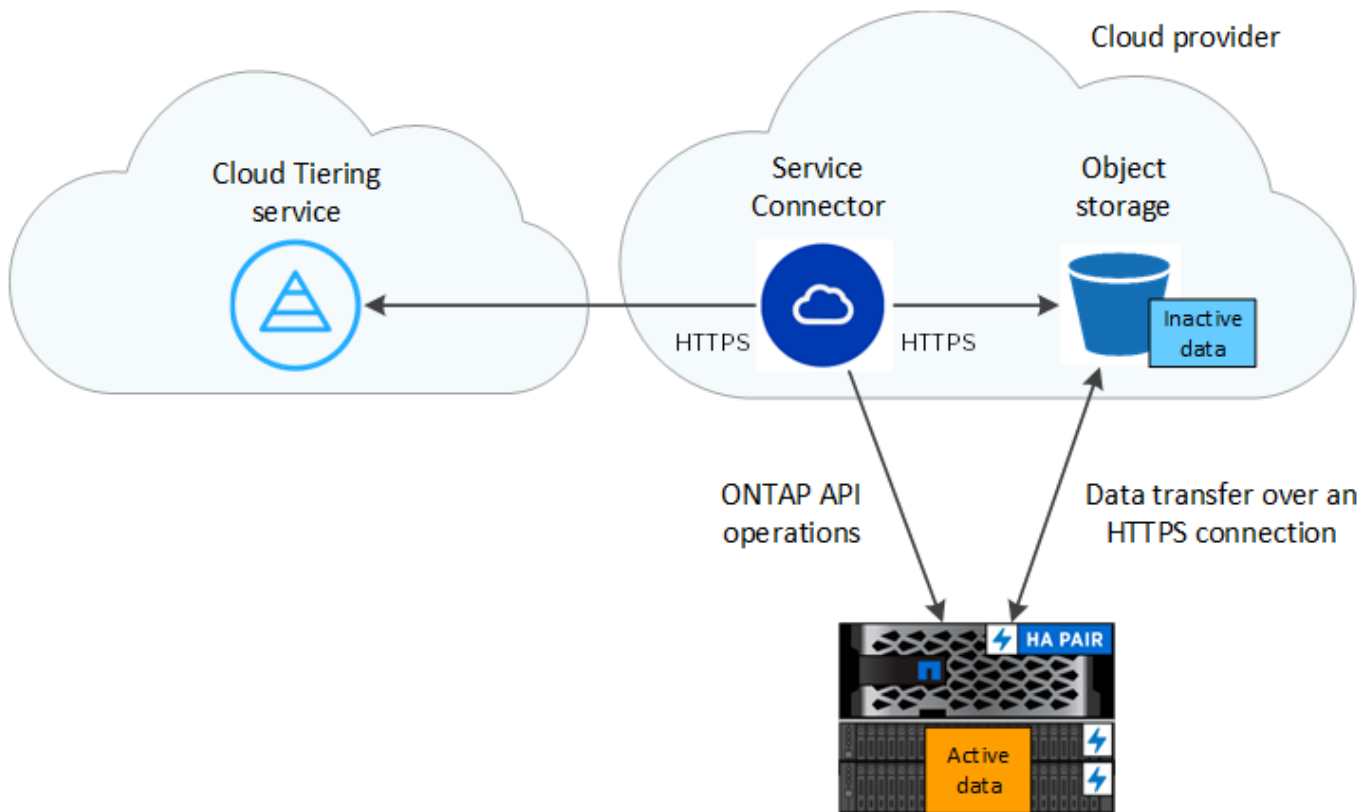 Cloud provider
Cloud Tiering
service
Service
Connector
Object
storage
HTTPS
HTTPS
Inactive
data
ONTAP API
operations
Data transfer over an
HTTPS connection
HA PAIR
Active
data